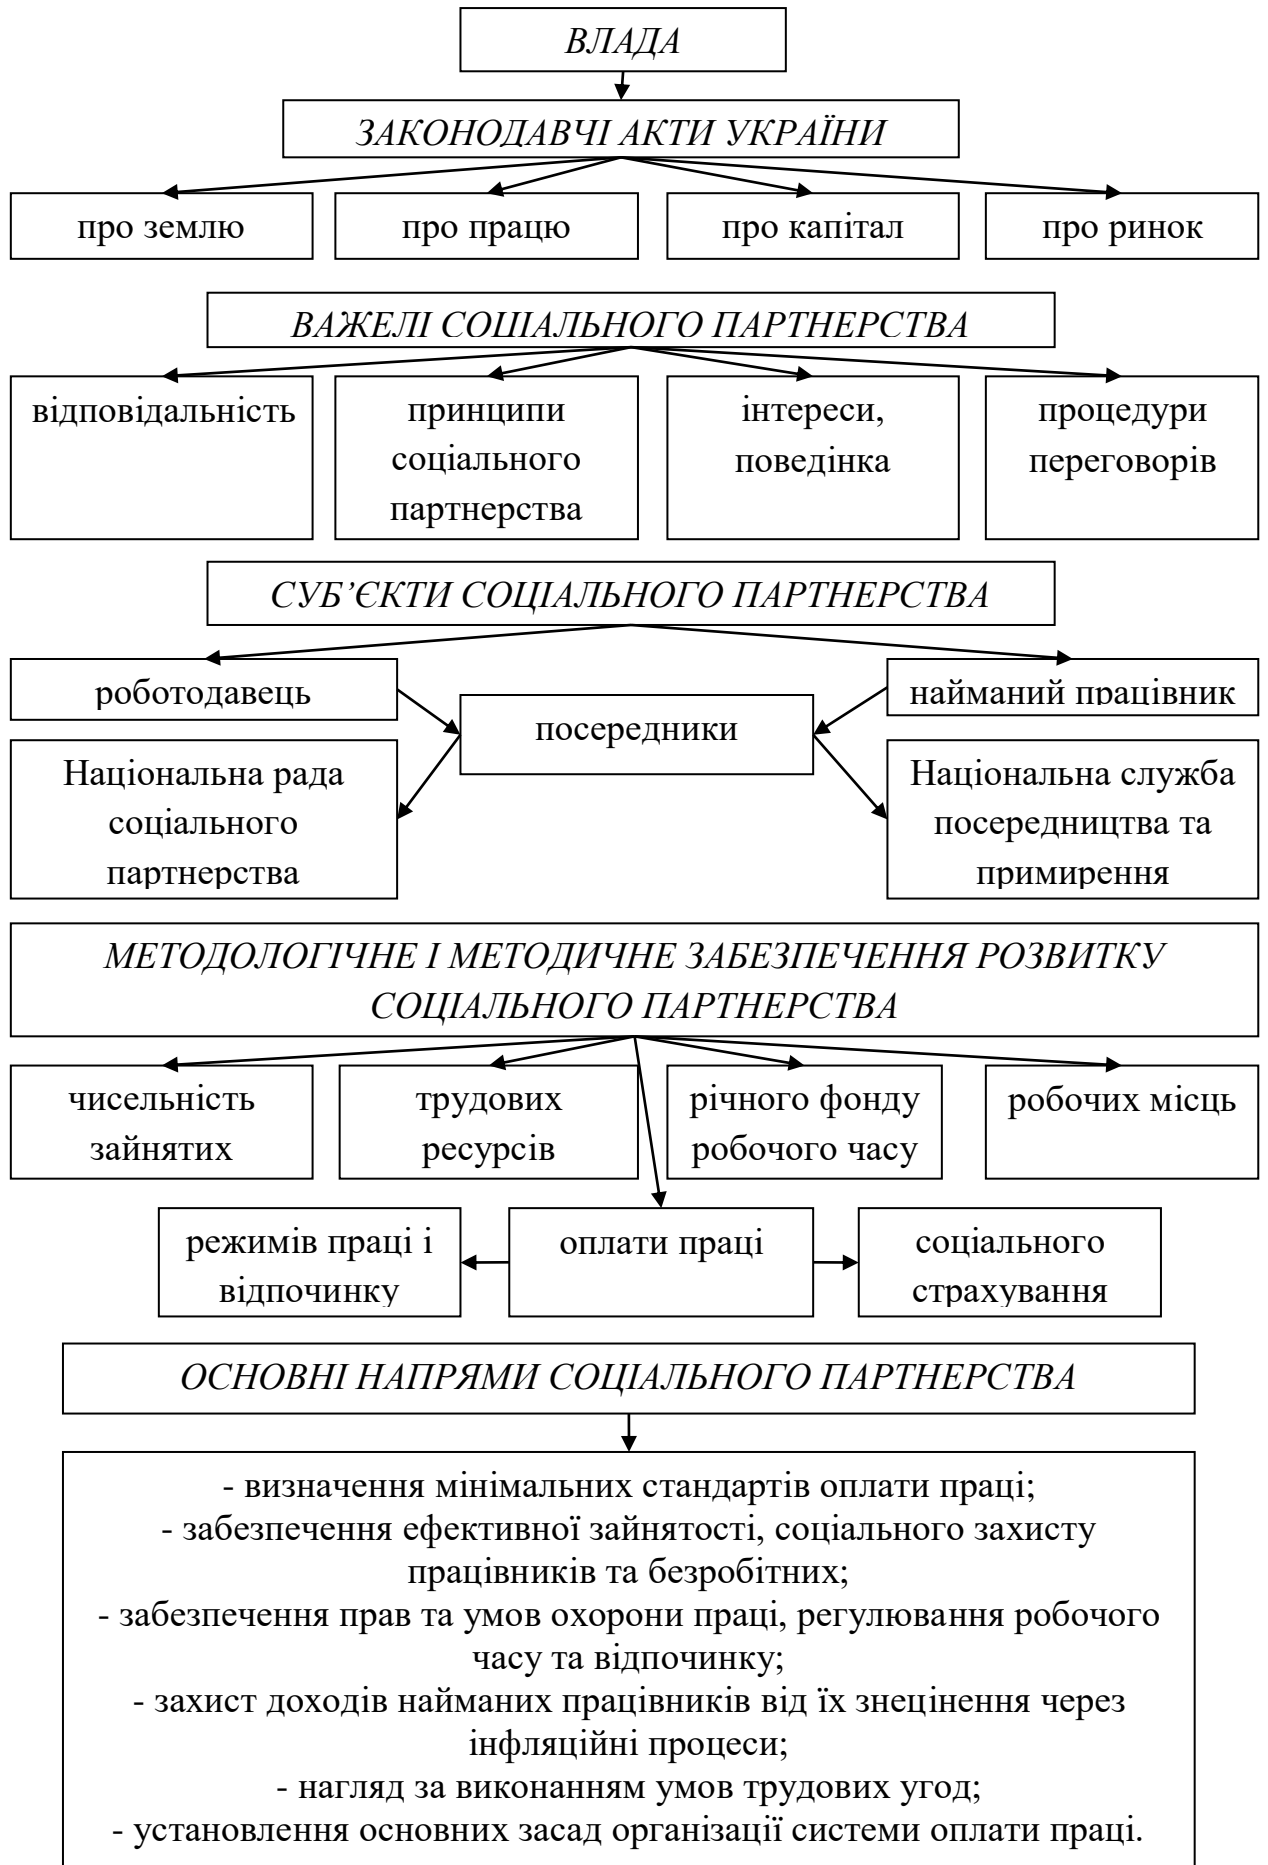 ВЛАДА
ЗАКОНОДАВЧІ АКТИ УКРАЇНИ
про землю
про працю
про капітал
про ринок
ВАЖЕЛІ СОЦІАЛЬНОГО ПАРТНЕРСТВА
відповідальність
принципи
соціального
партнерства
інтереси,
поведінка
процедури
переговорів
СУБ’ЄКТИ СОЦІАЛЬНОГО ПАРТНЕРСТВА
роботодавець
посередники
найманий працівник
Національна рада
соціального
партнерства
Національна служба
посередництва та
примирення
МЕТОДОЛОГІЧНЕ І МЕТОДИЧНЕ ЗАБЕЗПЕЧЕННЯ РОЗВИТКУ
СОЦІАЛЬНОГО ПАРТНЕРСТВА
чисельність
зайнятих
трудових
ресурсів
річного фонду
робочого часу
робочих місць
режимів праці і
відпочинку
оплати праці
соціального
страхування
ОСНОВНІ НАПРЯМИ СОЦІАЛЬНОГО ПАРТНЕРСТВА
- визначення мінімальних стандартів оплати праці;
- забезпечення ефективної зайнятості, соціального захисту
працівників та безробітних;
- забезпечення прав та умов охорони праці, регулювання робочого
часу та відпочинку;
- захист доходів найманих працівників від їх знецінення через
інфляційні процеси;
- нагляд за виконанням умов трудових угод;
- установлення основних засад організації системи оплати праці.